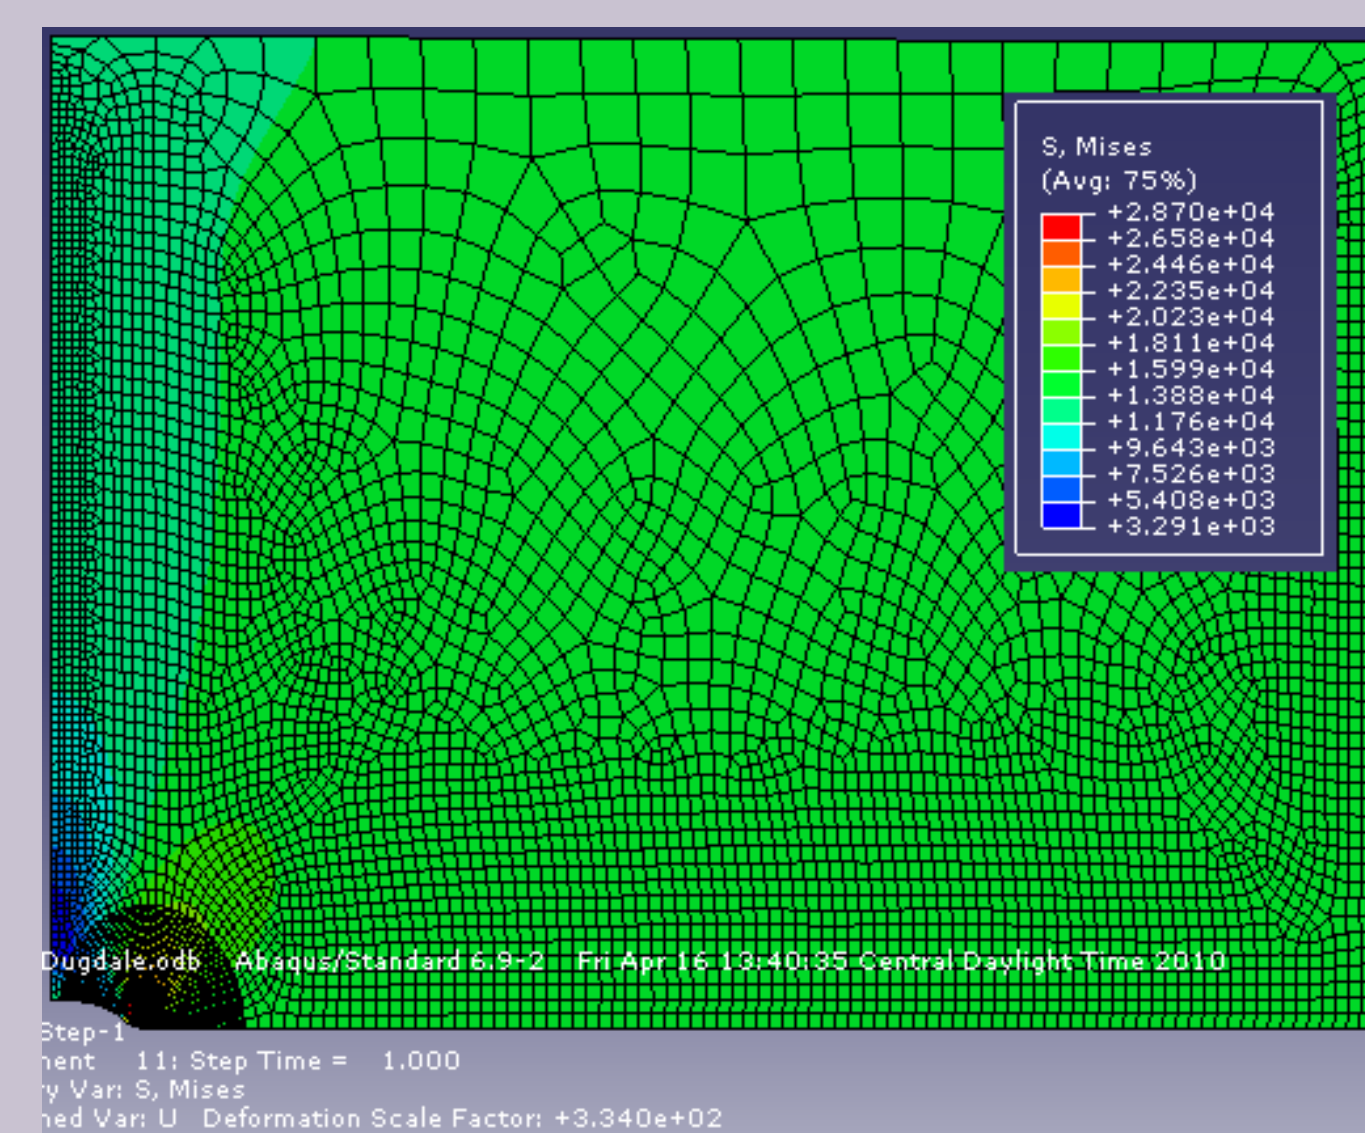 S, Mises
(Avg: 75%)
+2.870e+04
+2.658e+04
+2.446e+04
+2.235e+04
+2.023e+04
+1.811e+04
+1.599e+04
+1.388e+04
+1.176e+04
+9.643e+03
+7.526e+03
+5.408e+03
+3.291e+03
Dugdale.odb Abaqus/Standard 6.9-2 Fri Apr 16 13:40:35 Central Daylight Time 2010
Step-1
ment 11: Step Time = 1.000
y Var: S, Mises
ned Var: U Deformation Scale Factor: +3.340e+02